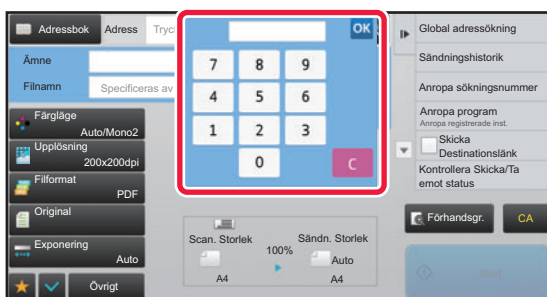 Adressbok
Adress
Tryc
Ämne
Filnamn
Specificeras av
Färgläge
Auto/Mono2
Upplösning
200x200dpi
Filformat
PDF
Original
Exponering
Auto
Övrigt
OK
7 8 9
4 5 6
1 2 3
0 C
Scan. Storlek
100%
Sändn. Storlek
A4
Auto
A4
Global adressökning
Sändningshistorik
Anropa sökningsnummer
Anropa program
Anropa registrerade inst.
Skicka
Destinationslänk
Kontrollera Skicka/Ta
emot status
Förhandsgr.
CA
Start